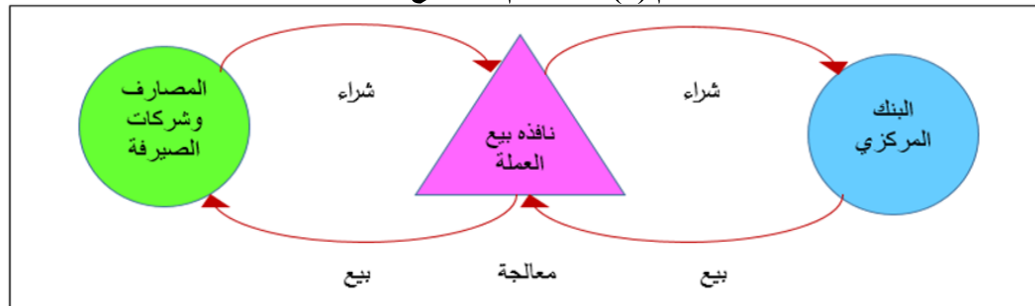 البنك
المركزي
شراء
نافذه بيع
العملة
شراء
المصارف
وشركات
الصيرفة
بيع
معالجة
بيع